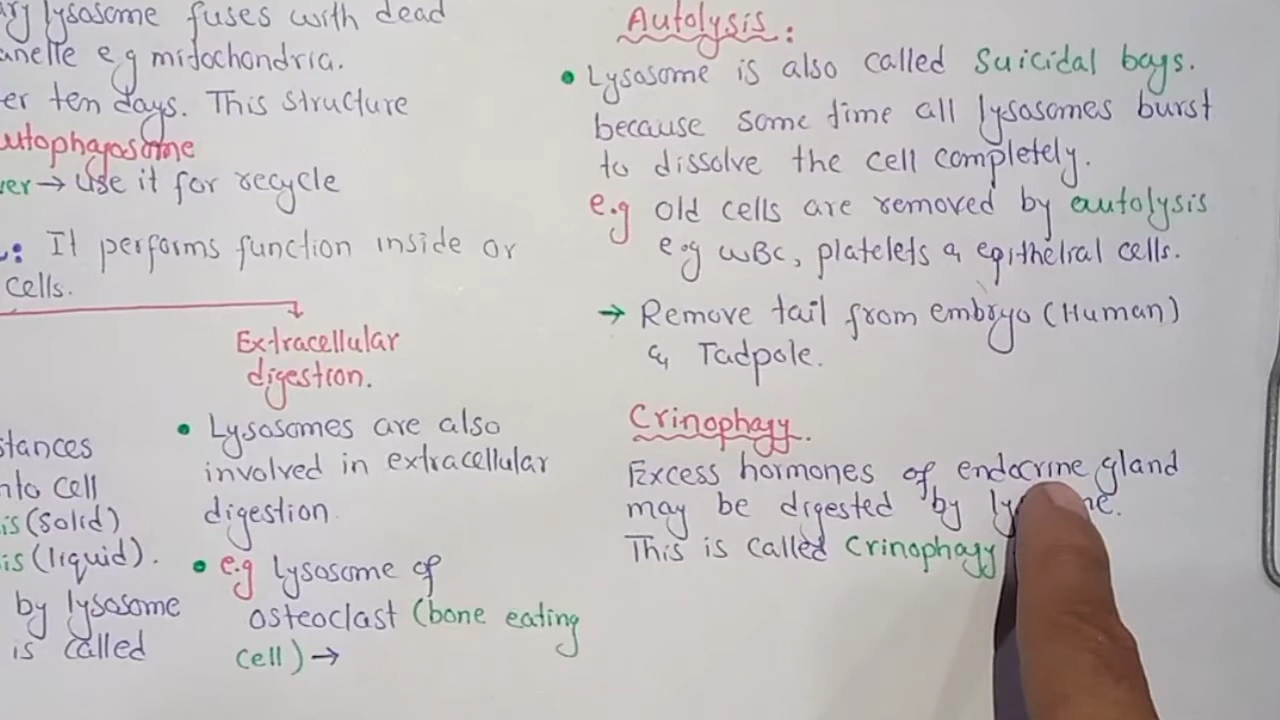 lysosome fuses with dead
e.g mitochondria.
ten days. This structure
utophagosome
→ Use it for recycle
: It performs function inside or
cells.
Extracellular
digestion.
stances
nto cell
is (solid)
is (liquid).
by lysosome
is called
• Lysosomes are also
involved in extracellular
digestion.
• e.g lysosome of
osteoclast (bone eating
cell) →
Autolysis:
• Lysosome is also called Suicidal bags.
because some time all lysosomes burst
to dissolve the cell completely.
e.g old cells are removed by autolysis
e.g WBC, platelets & epithelial cells.
→ Remove tail from embryo (Human)
& Tadpole.
Crinophagy.
Excess hormones of endocrine gland
may be digested by
This is called Crinophagy